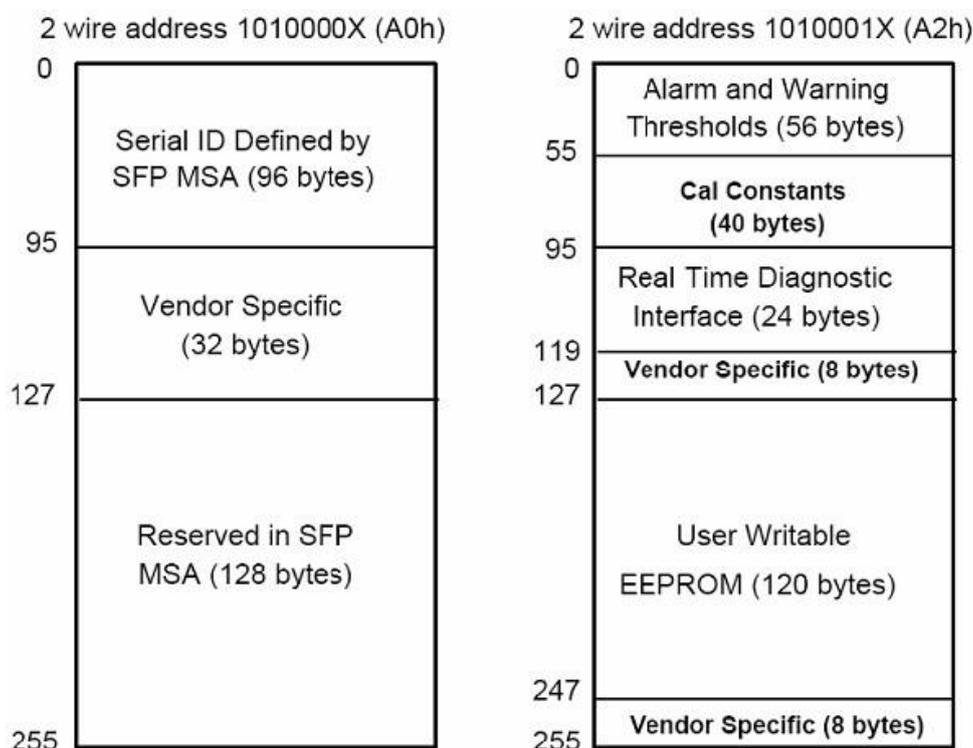 2 wire address 1010000X (A0h)
0
Serial ID Defined by
SFP MSA (96 bytes)
95
Vendor Specific
(32 bytes)
127
Reserved in SFP
MSA (128 bytes)
255
2 wire address 1010001X (A2h)
0
Alarm and Warning
Thresholds (56 bytes)
55
Cal Constants
(40 bytes)
95
Real Time Diagnostic
Interface (24 bytes)
119
Vendor Specific (8 bytes)
127
User Writable
EEPROM (120 bytes)
247
Vendor Specific (8 bytes)
255